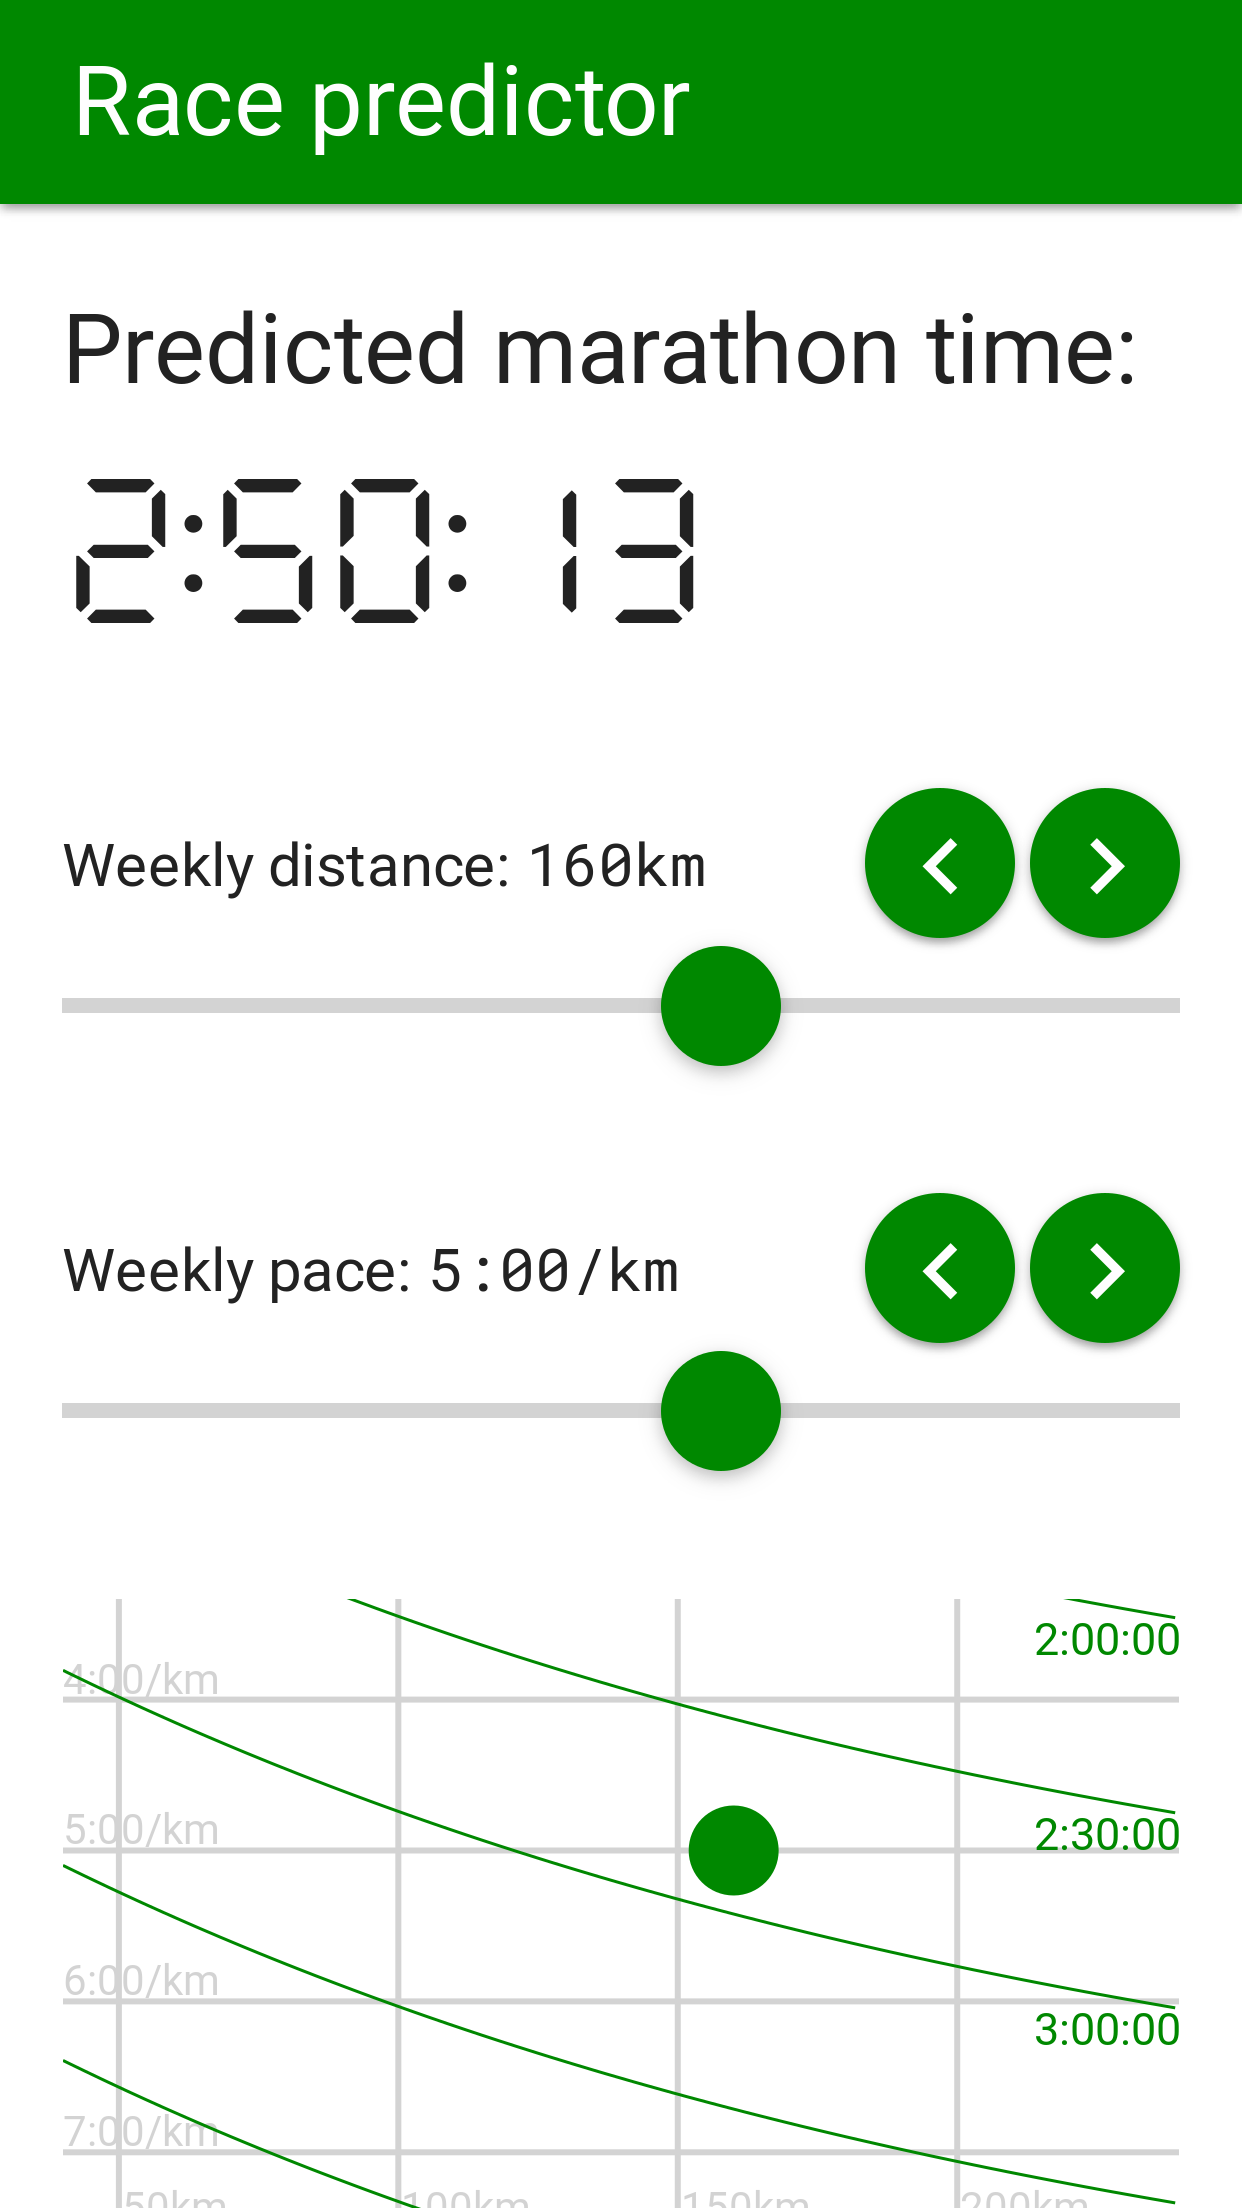 Race predictor
Predicted marathon time:
2:50:13
Weekly distance: 160km
Weekly pace: 5:00/km
2:00:00
4:00/km
5:00/km
2:30:00
6:00/km
3:00:00
7:00/km
50km 100km 150km 200km